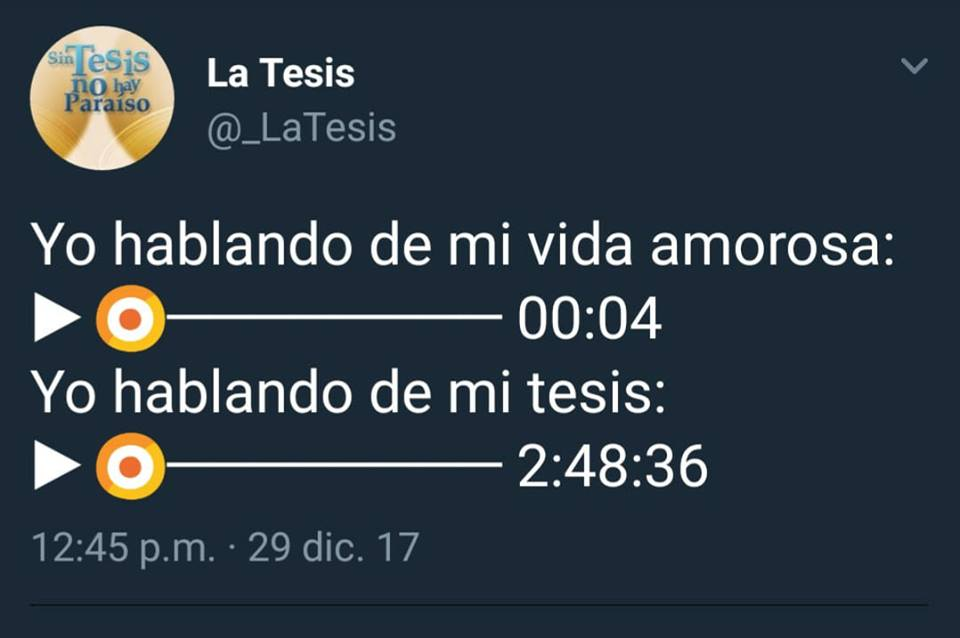 Sin Tesis
no hay
Paraíso
La Tesis
@_LaTesis
Yo hablando de mi vida amorosa:
00:04
Yo hablando de mi tesis:
2:48:36
12:45 p.m. · 29 dic. 17